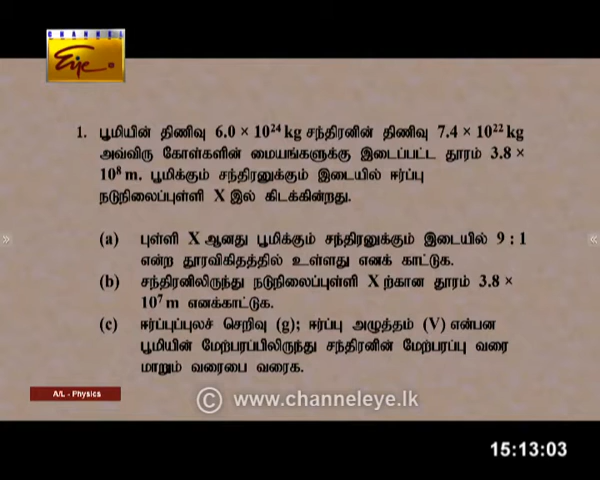 CHANNEL
Eye
1. பூமியின் திணிவு 6.0 × 10²⁴ kg சந்திரனின் திணிவு 7.4 × 10²² kg
அவ்விரு கோள்களின் மையங்களுக்கு இடைப்பட்ட தூரம் 3.8 ×
10⁸ m. பூமிக்கும் சந்திரனுக்கும் இடையில் ஈர்ப்பு
நடுநிலைப்புள்ளி X இல் கிடக்கின்றது.
(a) புள்ளி X ஆனது பூமிக்கும் சந்திரனுக்கும் இடையில் 9 : 1
என்ற தூரவிகிதத்தில் உள்ளது எனக் காட்டுக.
(b) சந்திரனிலிருந்து நடுநிலைப்புள்ளி X ற்கான தூரம் 3.8 ×
10⁷ m எனக்காட்டுக.
(c) ஈர்ப்புப்புலச் செறிவு (g); ஈர்ப்பு அழுத்தம் (V) என்பன
பூமியின் மேற்பரப்பிலிருந்து சந்திரனின் மேற்பரப்பு வரை
மாறும் வரைபை வரைக.
A/L - Physics
© www.channeleye.lk
15:13:03